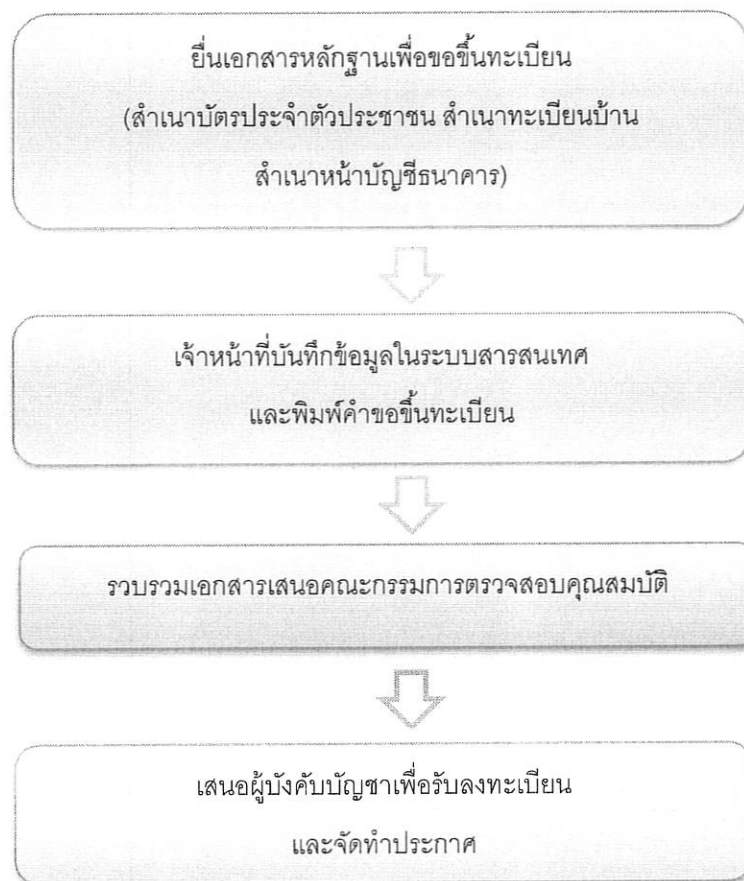 ยื่นเอกสารหลักฐานเพื่อขอขึ้นทะเบียน
(สำเนาบัตรประจำตัวประชาชน สำเนาทะเบียนบ้าน
สำเนาหน้าบัญชีธนาคาร)
เจ้าหน้าที่บันทึกข้อมูลในระบบสารสนเทศ
และพิมพ์คำขอขึ้นทะเบียน
รวบรวมเอกสารเสนอคณะกรรมการตรวจสอบคุณสมบัติ
เสนอผู้บังคับบัญชาเพื่อรับลงทะเบียน
และจัดทำประกาศ